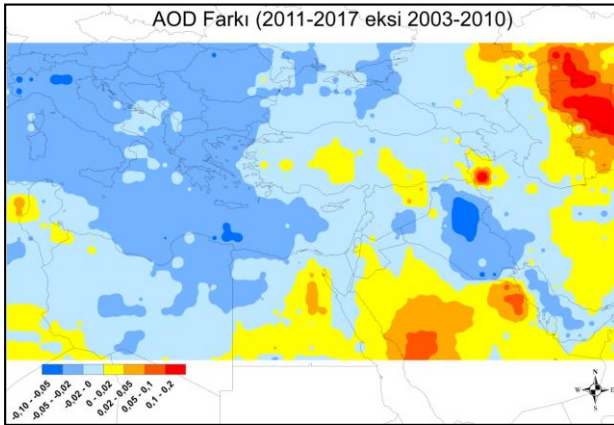 AOD Farkı (2011-2017 eksi 2003-2010)
-0,10 - -0,05
-0,05 - -0,02
-0,02 - 0
0 - 0,02
0,02 - 0,05
0,05 - 0,1
0,1 - 0,2
N
W E
S